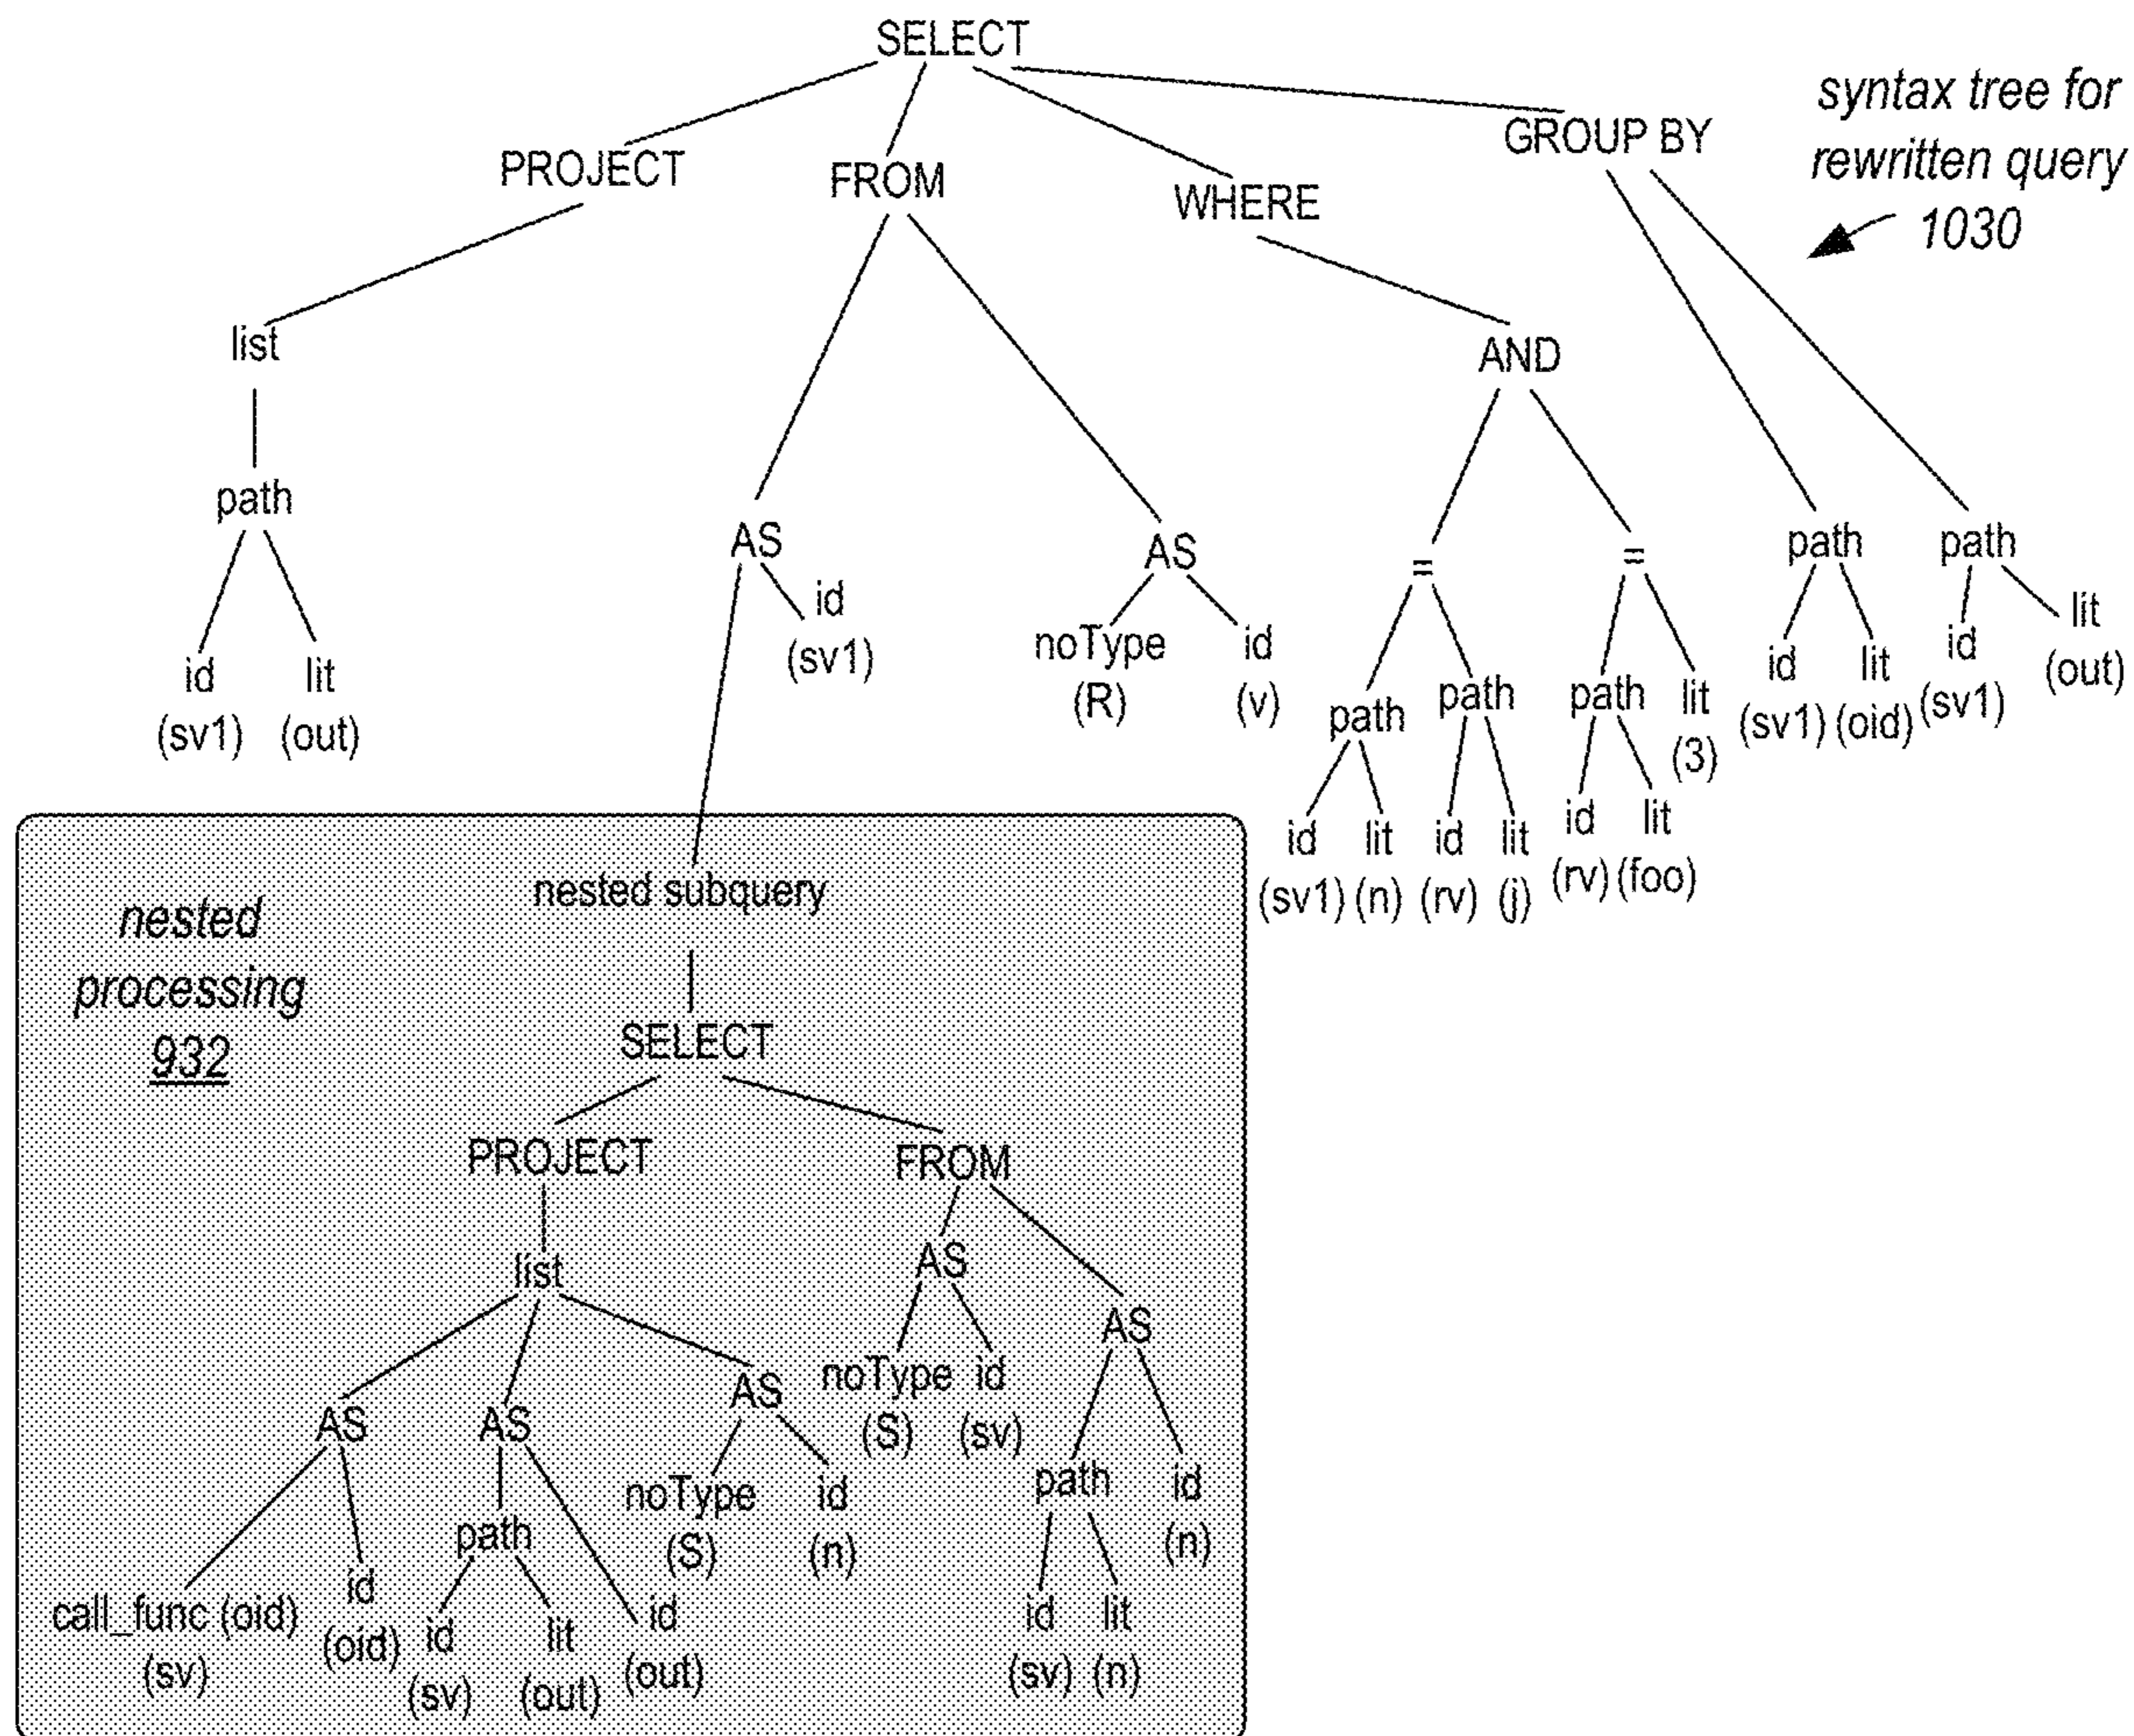 SELECT
syntax tree for
rewritten query
1030
PROJECT
FROM
WHERE
GROUP BY
list
path
id
(sv1)
lit
(out)
AS
id
(sv1)
AS
noType
(R)
id
(v)
AND
=
=
path
path
path
lit
(3)
id
(sv1)
lit
(n)
id
(rv)
lit
(j)
id
(rv)
lit
(foo)
path
path
id
(sv1)
lit
(oid)
id
(sv1)
lit
(out)
nested
processing
932
nested subquery
SELECT
PROJECT
FROM
list
AS
AS
AS
call_func (oid)
(sv)
id
(oid)
path
id
(sv)
lit
(out)
id
(out)
noType
(S)
id
(n)
AS
AS
noType
(S)
id
(sv)
path
id
(n)
id
(sv)
lit
(n)